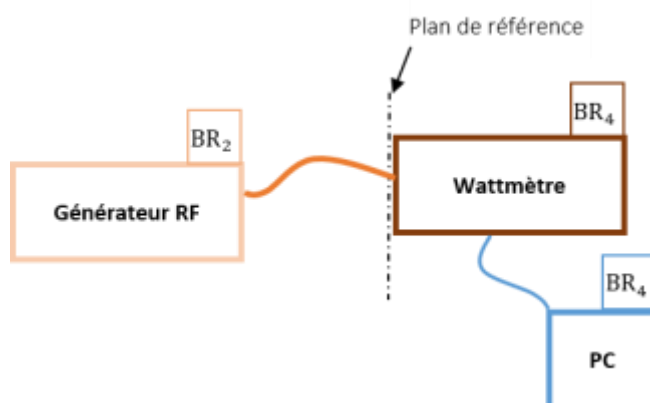 Plan de référence
BR₂
BR₄
Générateur RF
Wattmètre
BR₄
PC